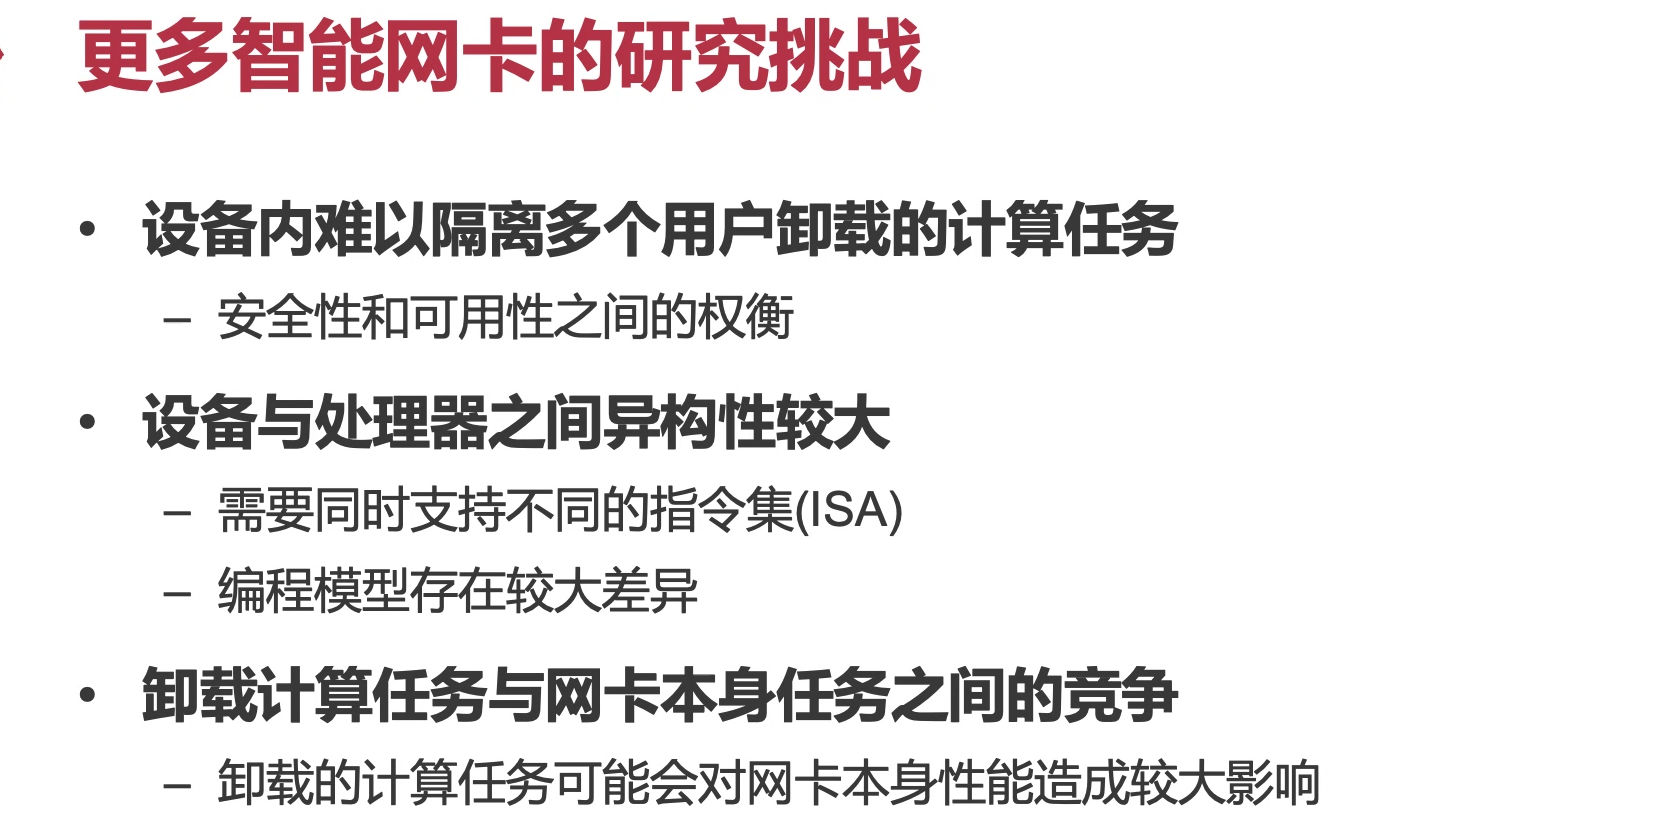 更多智能网卡的研究挑战
• 设备内难以隔离多个用户卸载的计算任务
– 安全性和可用性之间的权衡
• 设备与处理器之间异构性较大
– 需要同时支持不同的指令集(ISA)
– 编程模型存在较大差异
• 卸载计算任务与网卡本身任务之间的竞争
– 卸载的计算任务可能会对网卡本身性能造成较大影响